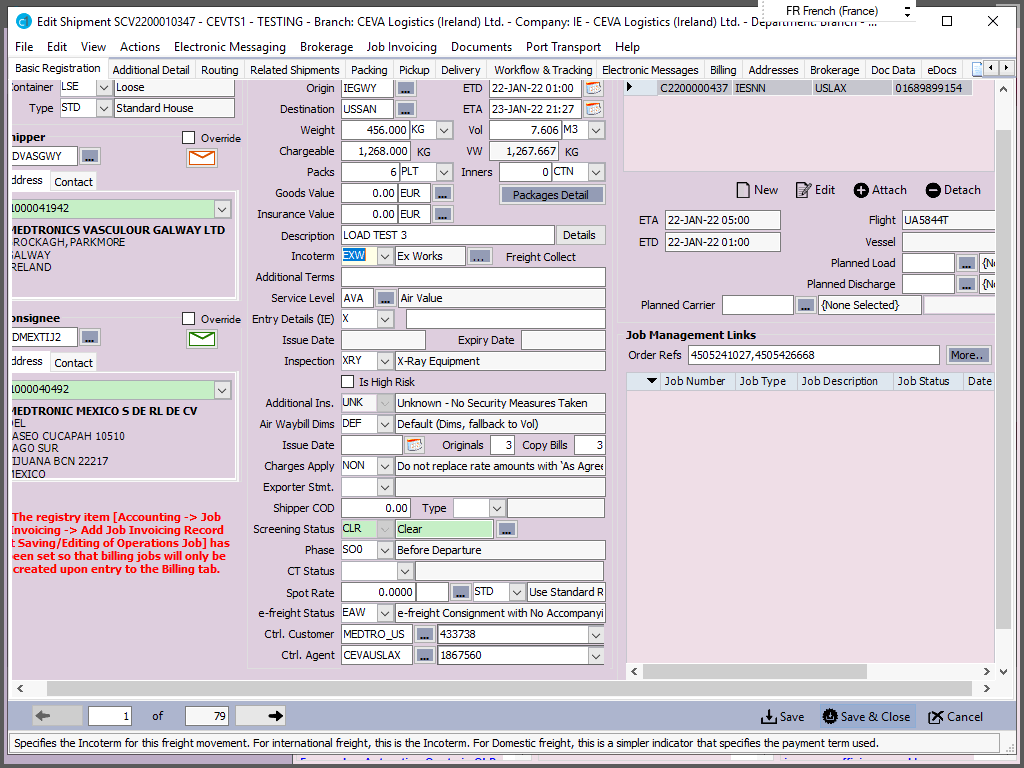 FR French (France)
Edit Shipment SCV2200010347 - CEVTS1 - TESTING - Branch: CEVA Logistics (Ireland) Ltd. - Company: IE - CEVA Logistics (Ireland) Ltd. - Department: Branch - ...
File Edit View Actions Electronic Messaging Brokerage Job Invoicing Documents Port Transport Help
Basic Registration Additional Detail Routing Related Shipments Packing Pickup Delivery Workflow & Tracking Electronic Messages Billing Addresses Brokerage Doc Data eDocs
ontainer LSE Loose
Type STD Standard House
hipper
Override
DVASGWY ...
ddress Contact
1000041942
MEDTRONICS VASCULOUR GALWAY LTD
ROCKAGH, PARKMORE
ALWAY
RELAND
onsignee
Override
DMEXTIJ2 ...
ddress Contact
1000040492
MEDTRONIC MEXICO S DE RL DE CV
DEL
ASEO CUCAPAH 10510
AGO SUR
IJUANA BCN 22217
MEXICO
The registry item [Accounting -> Job
Invoicing -> Add Job Invoicing Record
t Saving/Editing of Operations Job] has
been set so that billing jobs will only be
created upon entry to the Billing tab.
Origin IEGWY ... ETD 22-JAN-22 01:00
Destination USSAN ... ETA 23-JAN-22 21:27
Weight 456.000 KG Vol 7.606 M3
Chargeable 1,268.000 KG VW 1,267.667 KG
Packs 6 PLT Inners 0 CTN
Goods Value 0.00 EUR ... Packages Detail
Insurance Value 0.00 EUR ...
Description LOAD TEST 3 Details
Incoterm EXW Ex Works ... Freight Collect
Additional Terms
Service Level AVA ... Air Value
Entry Details (IE) X
Issue Date Expiry Date
Inspection XRY X-Ray Equipment
Is High Risk
Additional Ins. UNK Unknown - No Security Measures Taken
Air Waybill Dims DEF Default (Dims, fallback to Vol)
Issue Date Originals 3 Copy Bills 3
Charges Apply NON Do not replace rate amounts with 'As Agree
Exporter Stmt.
Shipper COD 0.00 Type
Screening Status CLR Clear ...
Phase SO0 Before Departure
CT Status
Spot Rate 0.0000 ... STD Use Standard R
e-freight Status EAW e-freight Consignment with No Accompanyi
Ctrl. Customer MEDTRO_US ... 433738
Ctrl. Agent CEVAUSLAX ... 1867560
C2200000437 IESNN USLAX 01689899154
New Edit Attach Detach
ETA 22-JAN-22 05:00 Flight UA5844T
ETD 22-JAN-22 01:00 Vessel
Planned Load ... {No
Planned Discharge ... {No
Planned Carrier ... {None Selected}
Job Management Links
Order Refs 4505241027,4505426668 More..
Job Number Job Type Job Description Job Status Date
1 of 79
Save Save & Close Cancel
Specifies the Incoterm for this freight movement. For international freight, this is the Incoterm. For Domestic freight, this is a simpler indicator that specifies the payment term used.